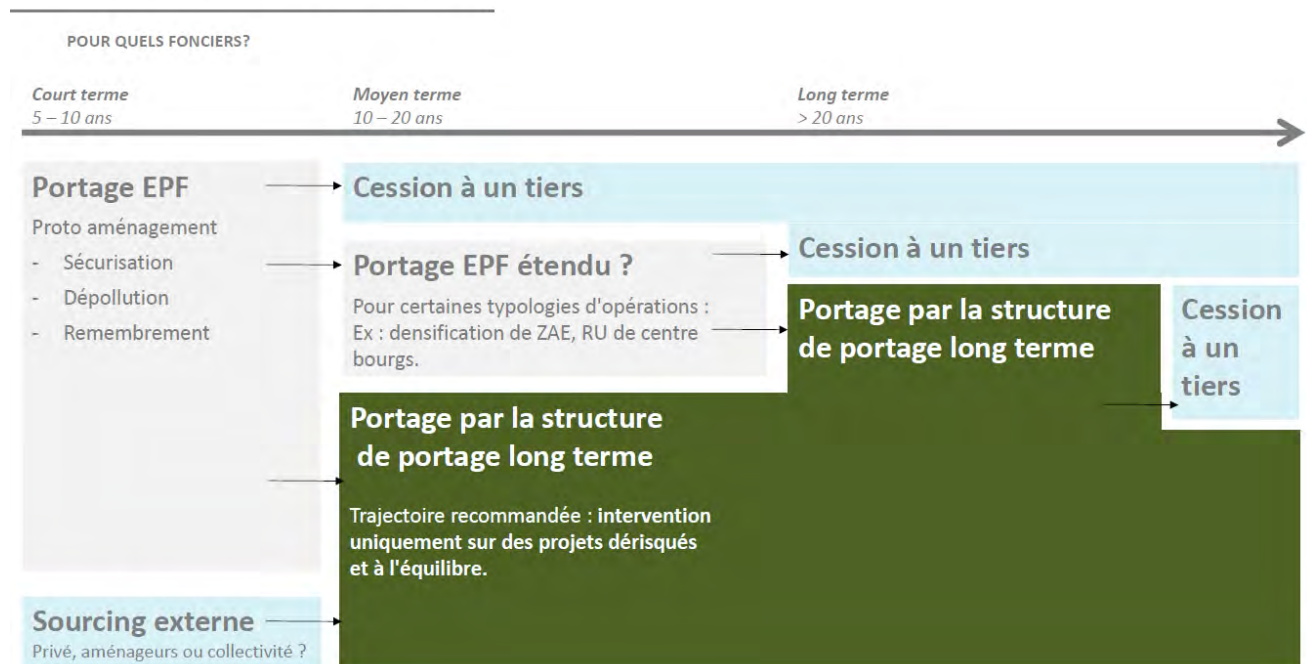 POUR QUELS FONCIERS?
Court terme
5 – 10 ans
Moyen terme
10 – 20 ans
Long terme
> 20 ans
Portage EPF
Proto aménagement
- Sécurisation
- Dépollution
- Remembrement
Cession à un tiers
Portage EPF étendu ?
Pour certaines typologies d'opérations :
Ex : densification de ZAE, RU de centre
bourgs.
Cession à un tiers
Portage par la structure
de portage long terme
Cession
à un
tiers
Portage par la structure
de portage long terme
Trajectoire recommandée : intervention
uniquement sur des projets dérisqués
et à l'équilibre.
Sourcing externe
Privé, aménageurs ou collectivité ?